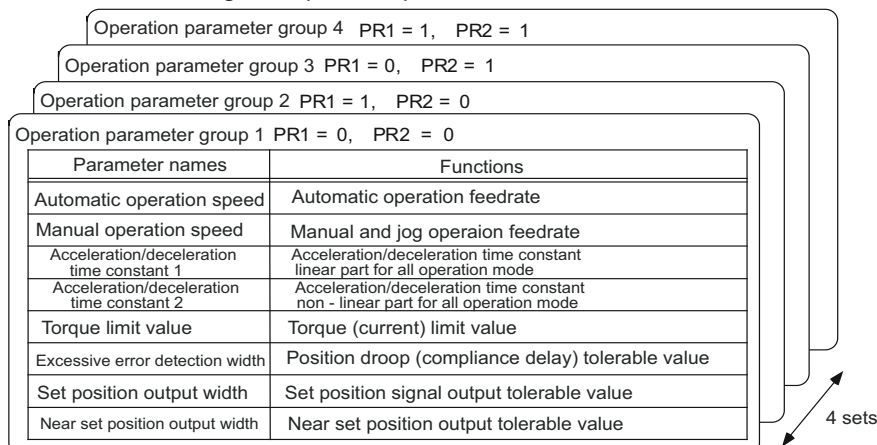 Operation parameter group 4 PR1 = 1, PR2 = 1
Operation parameter group 3 PR1 = 0, PR2 = 1
Operation parameter group 2 PR1 = 1, PR2 = 0
Operation parameter group 1 PR1 = 0, PR2 = 0
Parameter names Functions
Automatic operation speed Automatic operation feedrate
Manual operation speed Manual and jog operaion feedrate
Acceleration/deceleration time constant 1 Acceleration/deceleration time constant linear part for all operation mode
Acceleration/deceleration time constant 2 Acceleration/deceleration time constant non - linear part for all operation mode
Torque limit value Torque (current) limit value
Excessive error detection width Position droop (compliance delay) tolerable value
Set position output width Set position signal output tolerable value
Near set position output width Near set position output tolerable value
4 sets